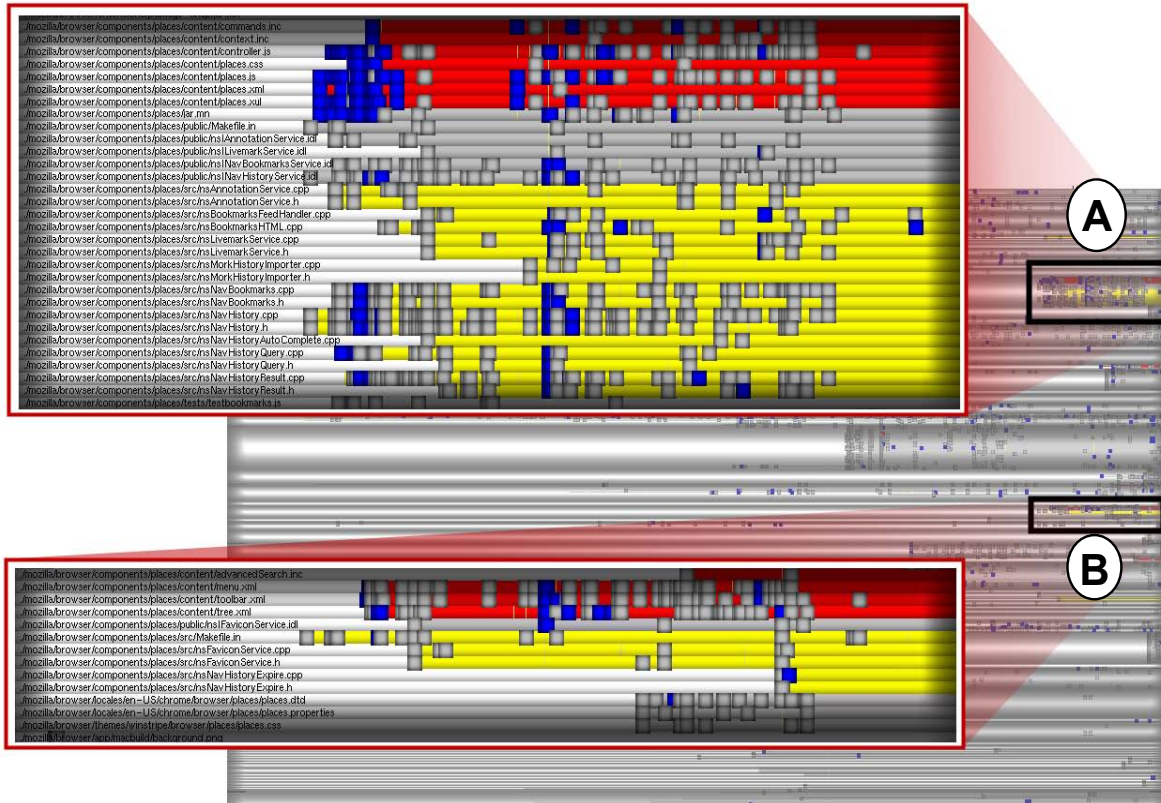 ./mozilla/browser/components/places/content/commands.inc
./mozilla/browser/components/places/content/context.inc
./mozilla/browser/components/places/content/controller.js
./mozilla/browser/components/places/content/places.css
./mozilla/browser/components/places/content/places.js
./mozilla/browser/components/places/content/places.xml
./mozilla/browser/components/places/content/places.xul
./mozilla/browser/components/places/jar.mn
./mozilla/browser/components/places/public/Makefile.in
./mozilla/browser/components/places/public/nsIAnnotationService.idl
./mozilla/browser/components/places/public/nsILivemarkService.idl
./mozilla/browser/components/places/public/nsINavBookmarksService.idl
./mozilla/browser/components/places/public/nsINavHistoryService.idl
./mozilla/browser/components/places/src/nsAnnotationService.cpp
./mozilla/browser/components/places/src/nsAnnotationService.h
./mozilla/browser/components/places/src/nsBookmarksFeedHandler.cpp
./mozilla/browser/components/places/src/nsBookmarksHTML.cpp
./mozilla/browser/components/places/src/nsLivemarkService.cpp
./mozilla/browser/components/places/src/nsLivemarkService.h
./mozilla/browser/components/places/src/nsMorkHistoryImporter.cpp
./mozilla/browser/components/places/src/nsMorkHistoryImporter.h
./mozilla/browser/components/places/src/nsNavBookmarks.cpp
./mozilla/browser/components/places/src/nsNavBookmarks.h
./mozilla/browser/components/places/src/nsNavHistory.cpp
./mozilla/browser/components/places/src/nsNavHistory.h
./mozilla/browser/components/places/src/nsNavHistoryAutoComplete.cpp
./mozilla/browser/components/places/src/nsNavHistoryQuery.cpp
./mozilla/browser/components/places/src/nsNavHistoryQuery.h
./mozilla/browser/components/places/src/nsNavHistoryResult.cpp
./mozilla/browser/components/places/src/nsNavHistoryResult.h
./mozilla/browser/components/places/tests/testbookmarks.js
A
B
./mozilla/browser/components/places/content/advancedSearch.inc
./mozilla/browser/components/places/content/menu.xml
./mozilla/browser/components/places/content/toolbar.xml
./mozilla/browser/components/places/content/tree.xml
./mozilla/browser/components/places/public/nsIFaviconService.idl
./mozilla/browser/components/places/src/Makefile.in
./mozilla/browser/components/places/src/nsFaviconService.cpp
./mozilla/browser/components/places/src/nsFaviconService.h
./mozilla/browser/components/places/src/nsNavHistoryExpire.cpp
./mozilla/browser/components/places/src/nsNavHistoryExpire.h
./mozilla/browser/locales/en-US/chrome/browser/places/places.dtd
./mozilla/browser/locales/en-US/chrome/browser/places/places.properties
./mozilla/browser/themes/winstripe/browser/places/places.css
./mozilla/browser/app/macbuild/background.png